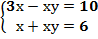 3x − xy = 10
x + xy = 6